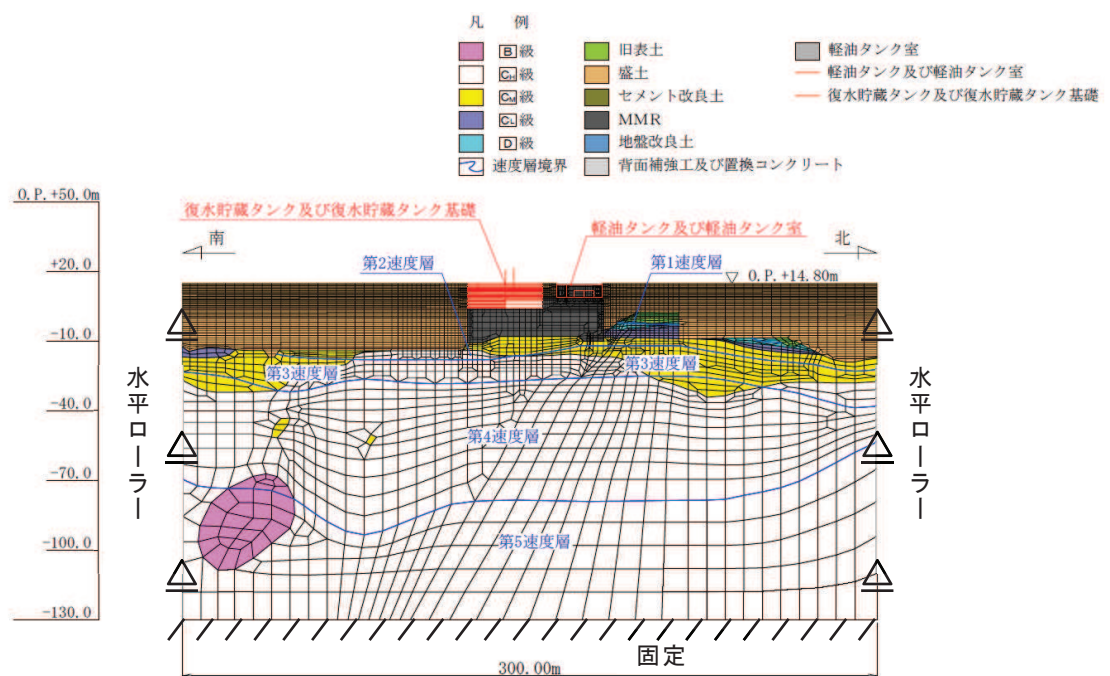 凡 例
B級
CH級
CM級
CL級
D級
速度層境界
旧表土
盛土
セメント改良土
MMR
地盤改良土
背面補強工及び置換コンクリート
軽油タンク室
軽油タンク及び軽油タンク室
復水貯蔵タンク及び復水貯蔵タンク基礎
O.P.+50.0m
+20.0
-10.0
-40.0
-70.0
-100.0
-130.0
復水貯蔵タンク及び復水貯蔵タンク基礎
軽油タンク及び軽油タンク室
南
北
第2速度層
第1速度層
O.P.+14.80m
第3速度層
第3速度層
水平ローラー
水平ローラー
第4速度層
第5速度層
固定
300.00m